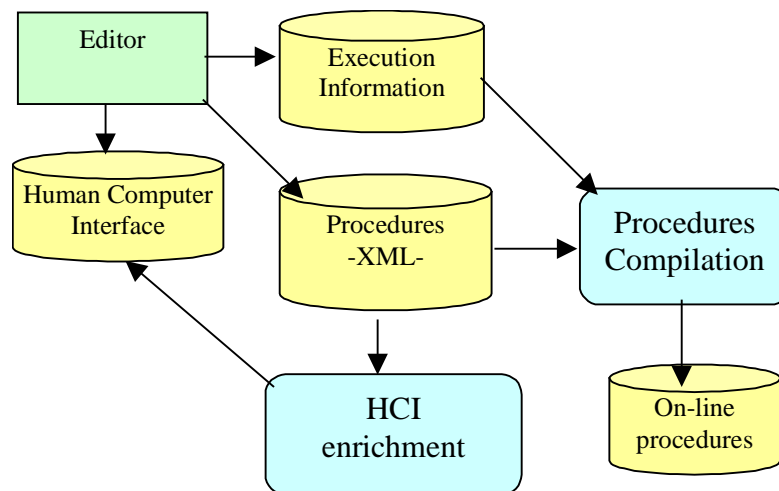 Editor
Execution
Information
Human Computer
Interface
Procedures
-XML-
Procedures
Compilation
HCI
enrichment
On-line
procedures